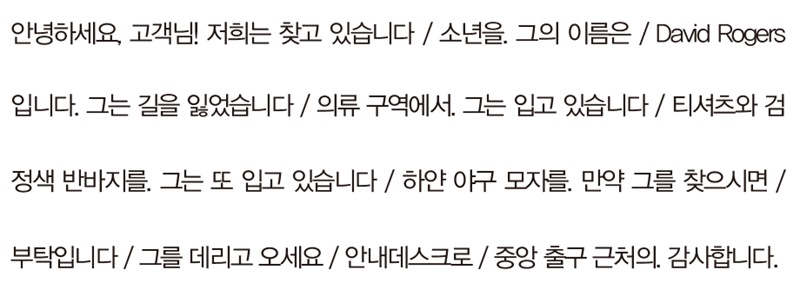 안녕하세요, 고객님! 저희는 찾고 있습니다 / 소년을. 그의 이름은 / David Rogers
입니다. 그는 길을 잃었습니다 / 의류 구역에서. 그는 입고 있습니다 / 티셔츠와 검
정색 반바지를. 그는 또 입고 있습니다 / 하얀 야구 모자를. 만약 그를 찾으시면 /
부탁입니다 / 그를 데리고 오세요 / 안내데스크로 / 중앙 출구 근처의. 감사합니다.